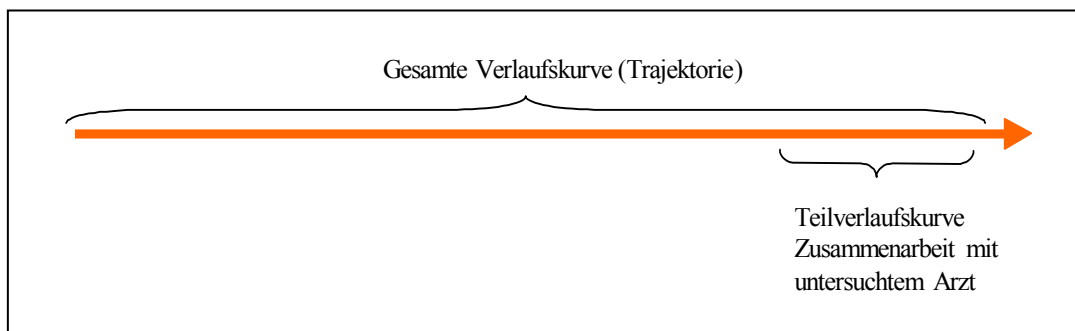 Gesamte Verlaufskurve (Trajektorie)
Teilverlaufskurve
Zusammenarbeit mit
untersuchtem Arzt